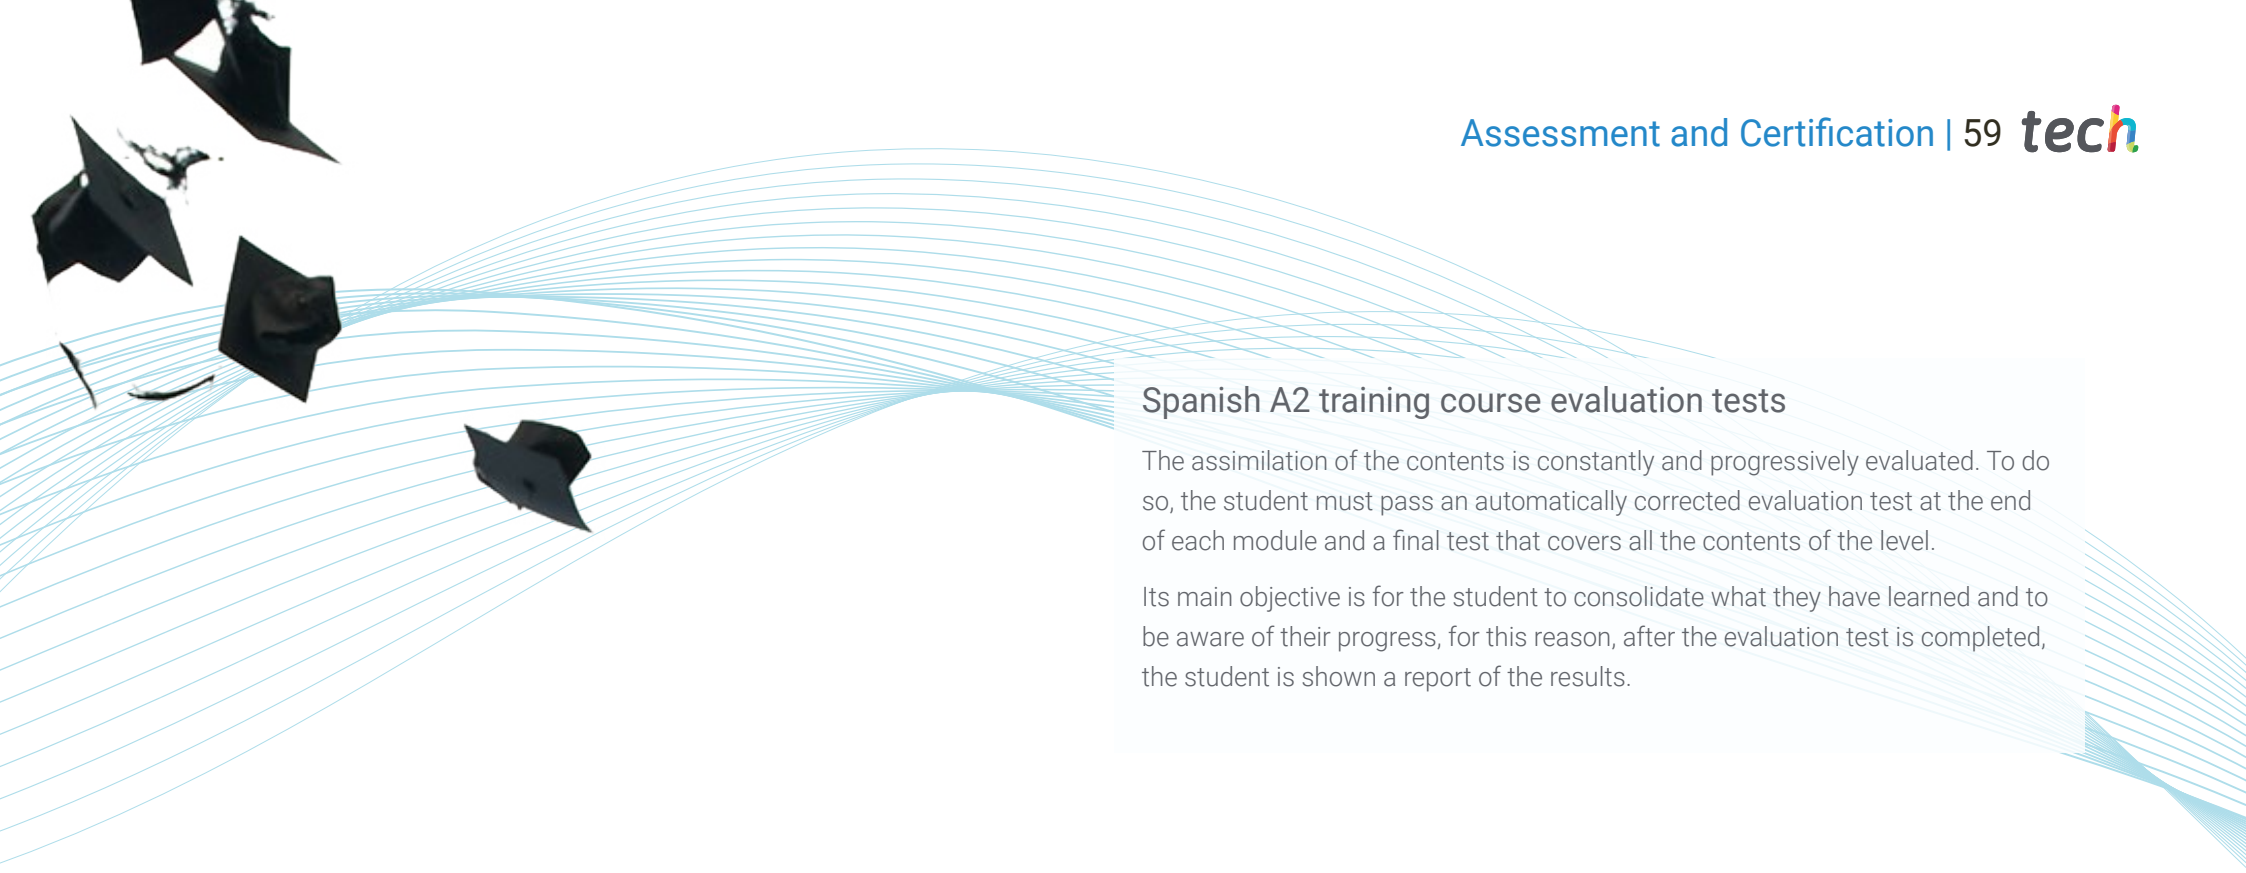 Assessment and Certification | 59 tech
Spanish A2 training course evaluation tests
The assimilation of the contents is constantly and progressively evaluated. To do
so, the student must pass an automatically corrected evaluation test at the end
of each module and a final test that covers all the contents of the level.
Its main objective is for the student to consolidate what they have learned and to
be aware of their progress, for this reason, after the evaluation test is completed,
the student is shown a report of the results.